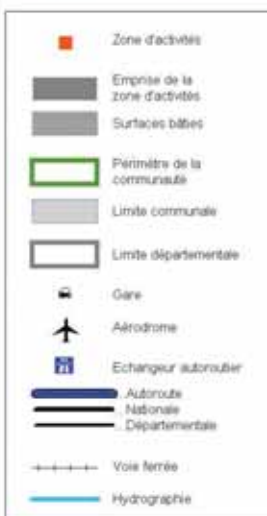 Zone d'activités
Emprise de la
zone d'activités
Surfaces bâties
Périmètre de la
communauté
Limite communale
Limite départementale
Gare
Aérodrome
Echangeur autoroutier
Autoroute
Nationale
Départementale
Voie ferrée
Hydrographie